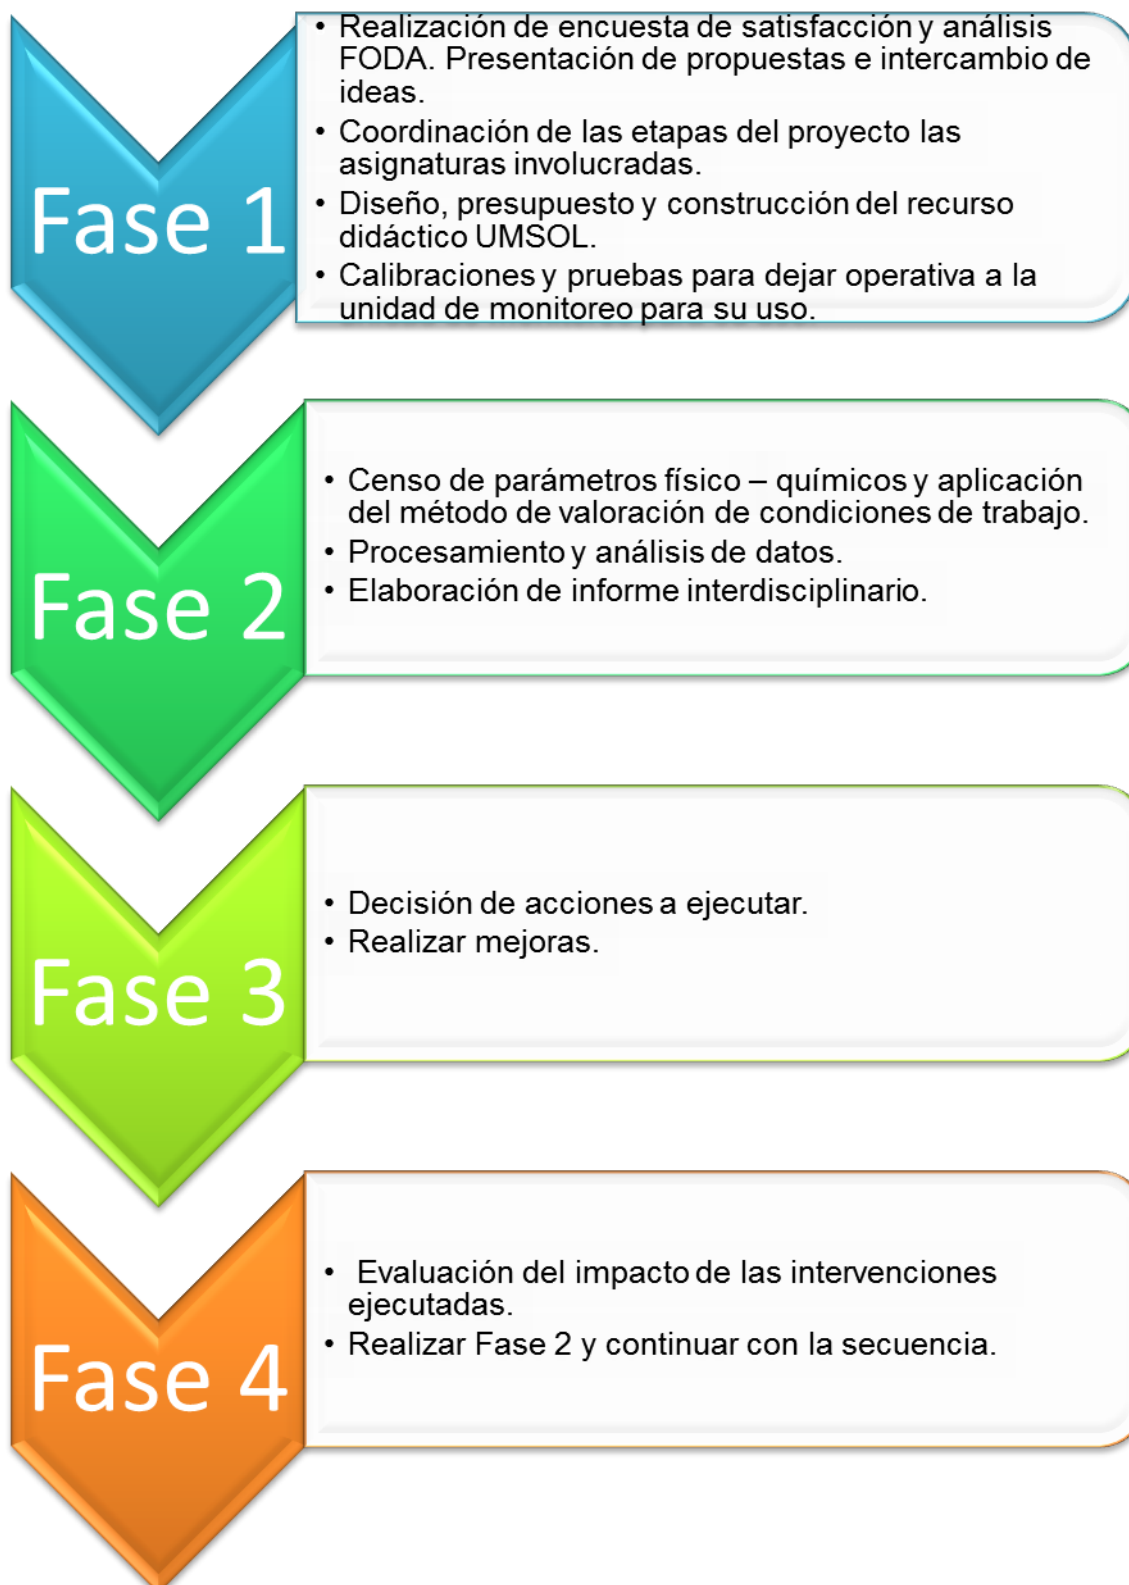 Fase 1
• Realización de encuesta de satisfacción y análisis
FODA. Presentación de propuestas e intercambio de
ideas.
• Coordinación de las etapas del proyecto las
asignaturas involucradas.
• Diseño, presupuesto y construcción del recurso
didáctico UMSOL.
• Calibraciones y pruebas para dejar operativa a la
unidad de monitoreo para su uso.
Fase 2
• Censo de parámetros físico – químicos y aplicación
del método de valoración de condiciones de trabajo.
• Procesamiento y análisis de datos.
• Elaboración de informe interdisciplinario.
Fase 3
• Decisión de acciones a ejecutar.
• Realizar mejoras.
Fase 4
• Evaluación del impacto de las intervenciones
ejecutadas.
• Realizar Fase 2 y continuar con la secuencia.